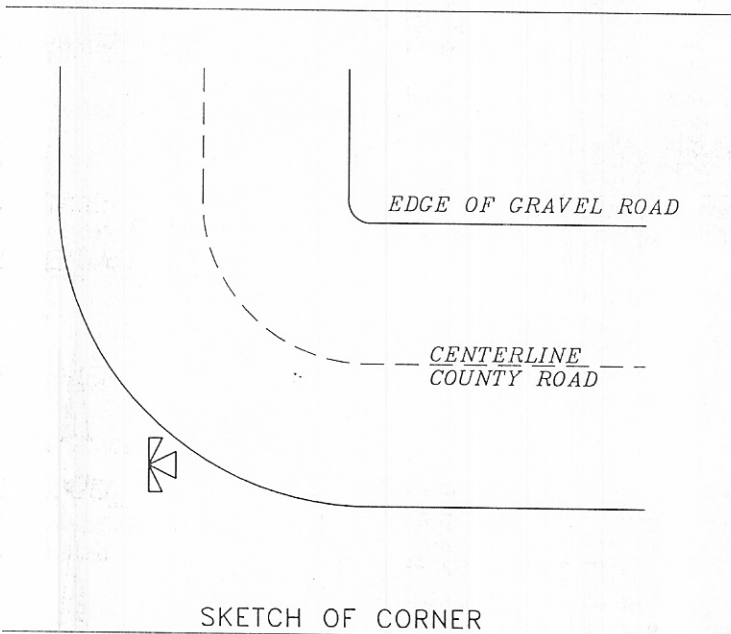 EDGE OF GRAVEL ROAD
CENTERLINE
COUNTY ROAD
SKETCH OF CORNER